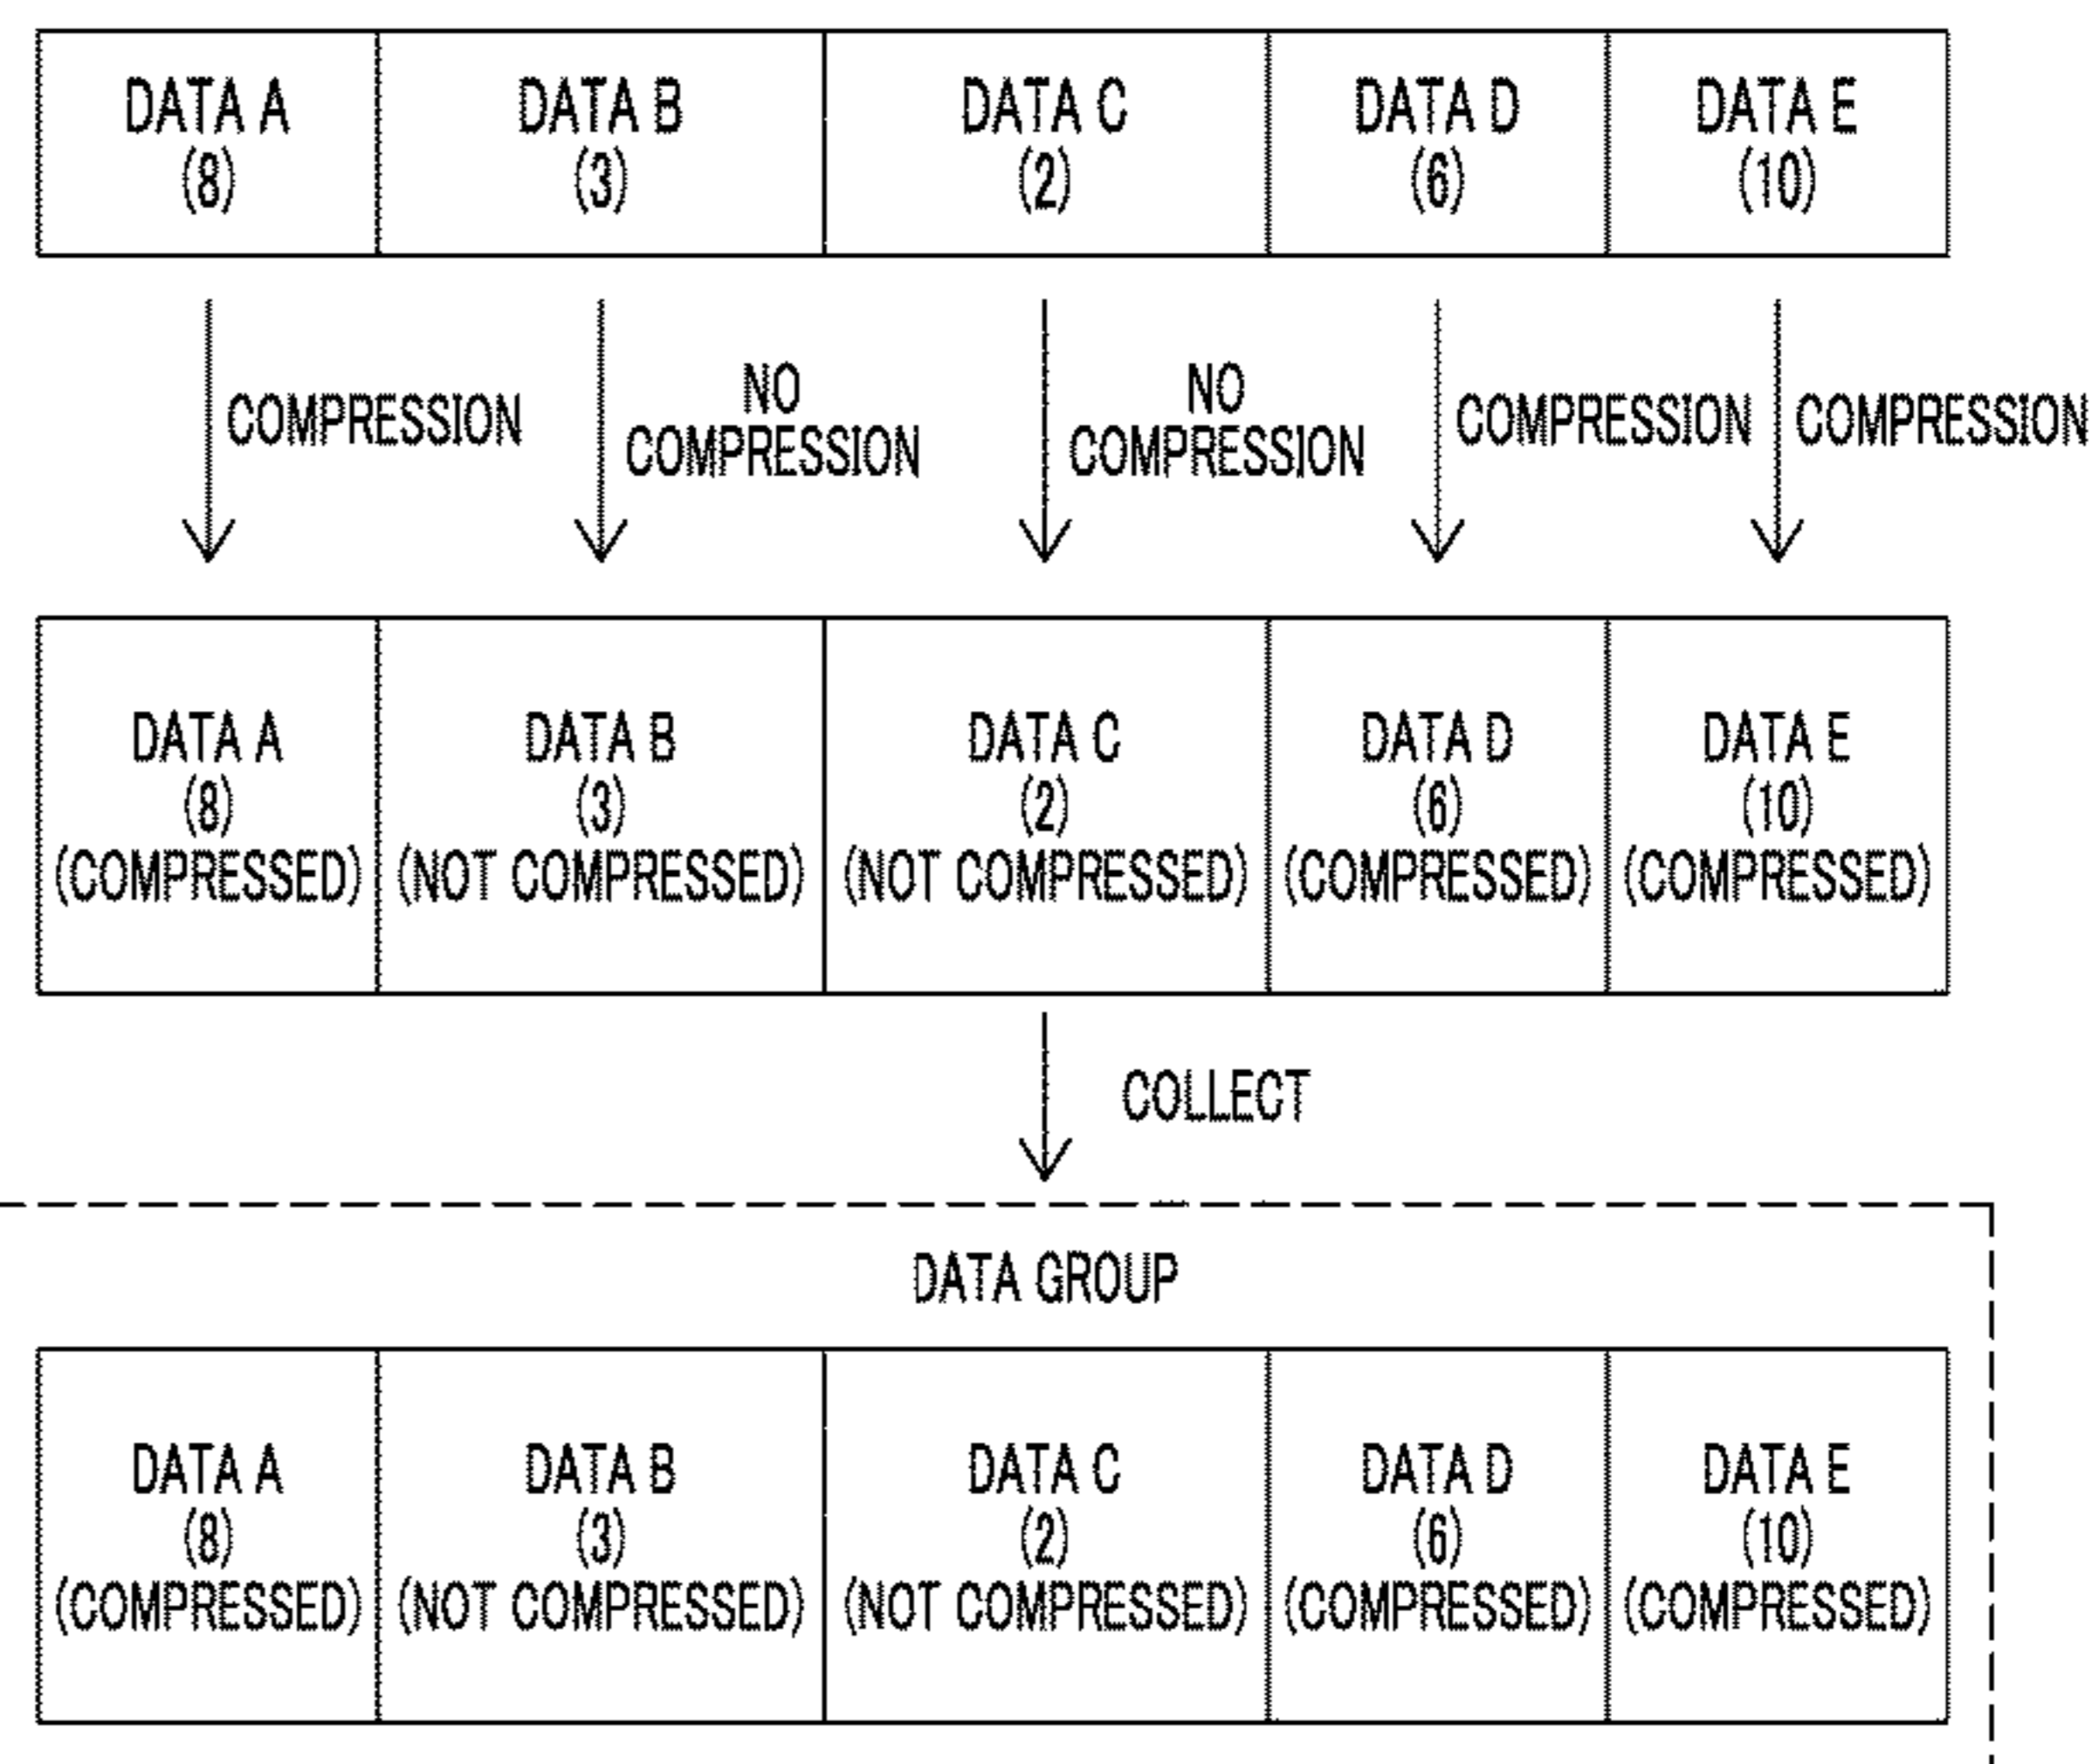 DATA A
(8)
DATA B
(3)
DATA C
(2)
DATA D
(6)
DATA E
(10)
COMPRESSION
NO
COMPRESSION
NO
COMPRESSION
COMPRESSION
COMPRESSION
DATA A
(8)
(COMPRESSED)
DATA B
(3)
(NOT COMPRESSED)
DATA C
(2)
(NOT COMPRESSED)
DATA D
(6)
(COMPRESSED)
DATA E
(10)
(COMPRESSED)
COLLECT
DATA GROUP
DATA A
(8)
(COMPRESSED)
DATA B
(3)
(NOT COMPRESSED)
DATA C
(2)
(NOT COMPRESSED)
DATA D
(6)
(COMPRESSED)
DATA E
(10)
(COMPRESSED)